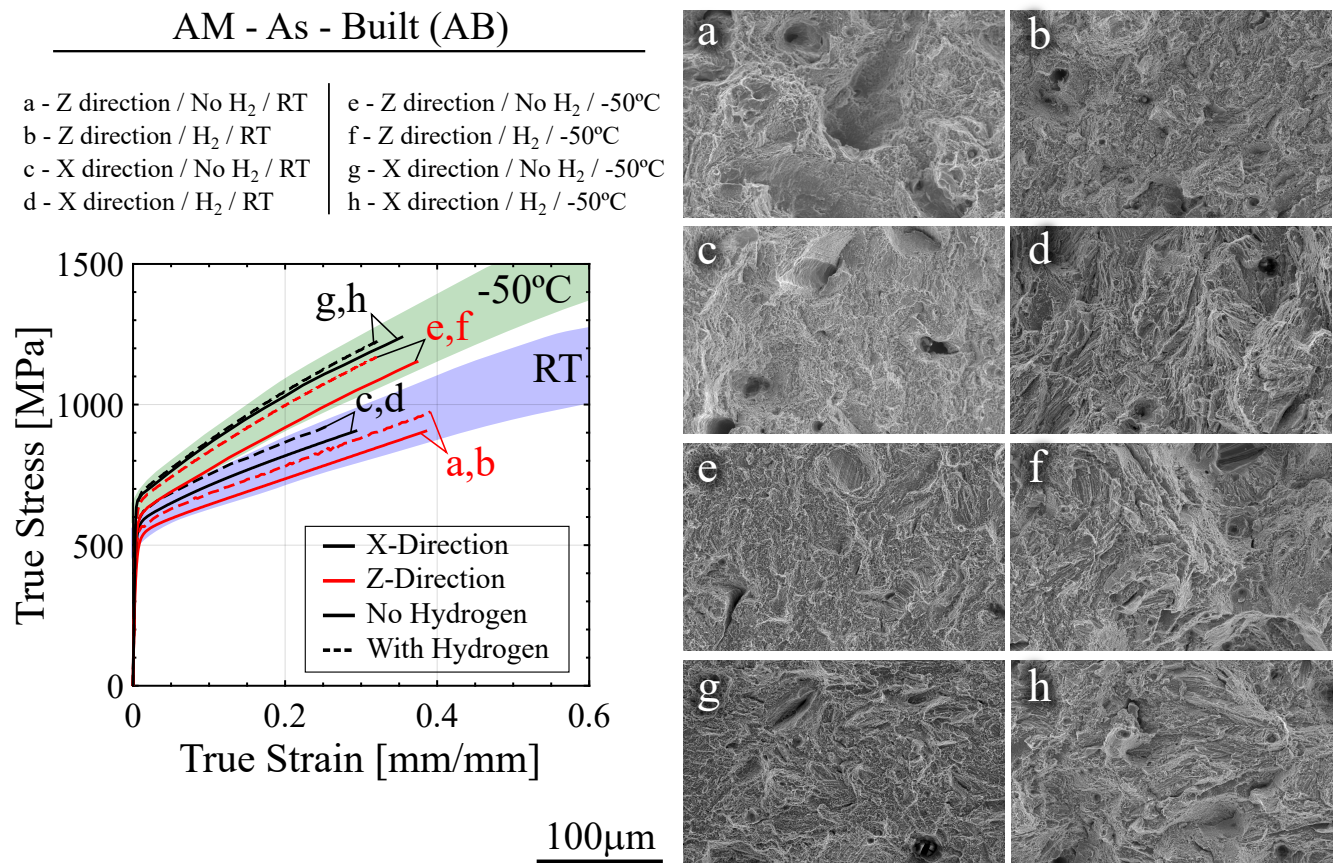 AM - As - Built (AB)
a - Z direction / No H₂ / RT
b - Z direction / H₂ / RT
c - X direction / No H₂ / RT
d - X direction / H₂ / RT
e - Z direction / No H₂ / -50ºC
f - Z direction / H₂ / -50ºC
g - X direction / No H₂ / -50ºC
h - X direction / H₂ / -50ºC
1500
1000
500
0
True Stress [MPa]
g,h
-50ºC
e,f
RT
c,d
a,b
X-Direction
Z-Direction
No Hydrogen
With Hydrogen
0
0.2
0.4
0.6
True Strain [mm/mm]
100µm
a
b
c
d
e
f
g
h